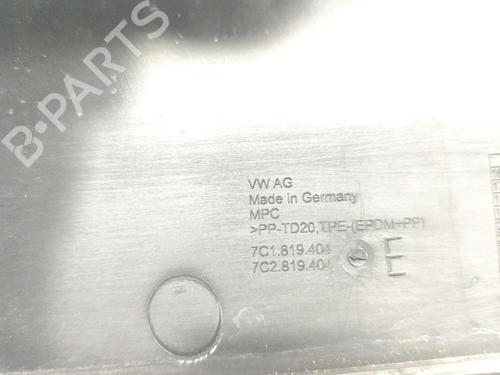 B-PARTS
VW AG
Made in Germany
MPC
>PP-TD20,TPE-(EPDM+PP)
7C1.819.404
7C2.819.404
E